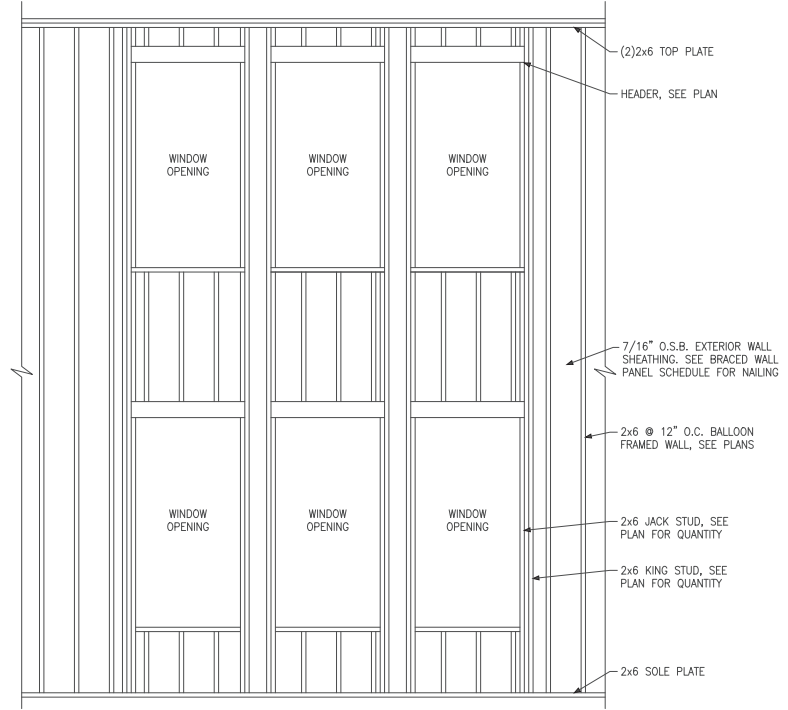 (2)2x6 TOP PLATE
HEADER, SEE PLAN
WINDOW
OPENING
WINDOW
OPENING
WINDOW
OPENING
7/16" O.S.B. EXTERIOR WALL
SHEATHING. SEE BRACED WALL
PANEL SCHEDULE FOR NAILING
2x6 @ 12" O.C. BALLOON
FRAMED WALL, SEE PLANS
WINDOW
OPENING
WINDOW
OPENING
WINDOW
OPENING
2x6 JACK STUD, SEE
PLAN FOR QUANTITY
2x6 KING STUD, SEE
PLAN FOR QUANTITY
2x6 SOLE PLATE